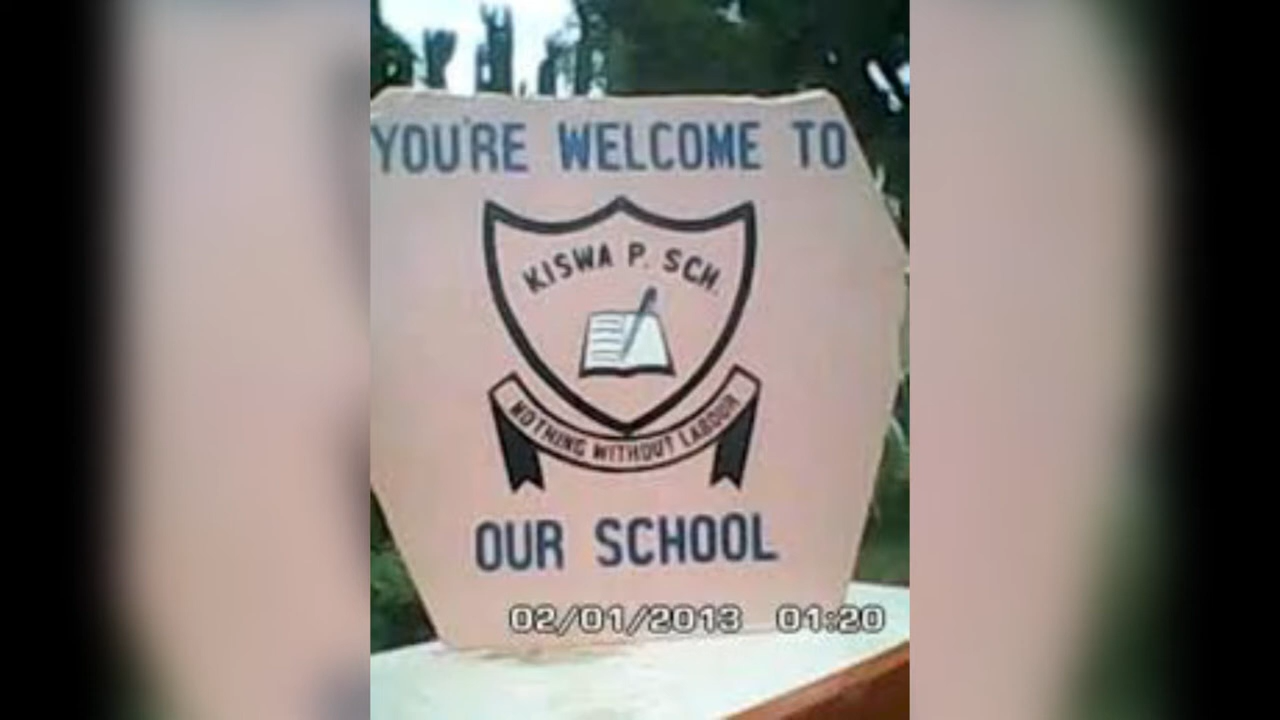 YOU'RE WELCOME TO
KISWA P. SCH.
NOTHING WITHOUT LABOUR
OUR SCHOOL
02/01/2013 01:20